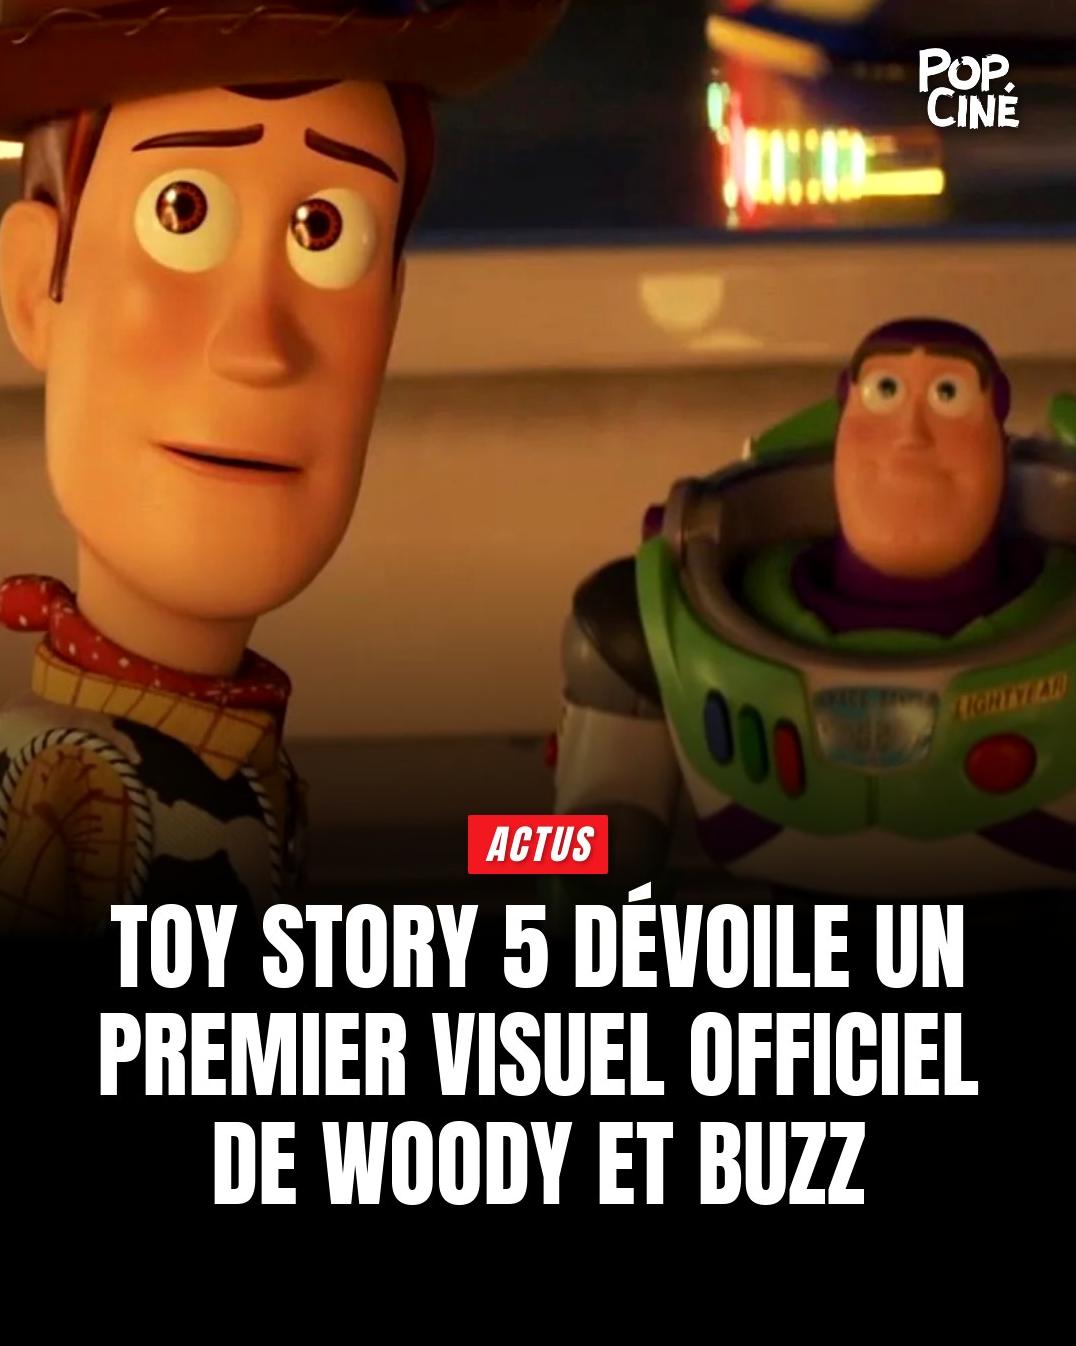 POP.
CINÉ
LIGHTYEAR
ACTUS
TOY STORY 5 DÉVOILE UN
PREMIER VISUEL OFFICIEL
DE WOODY ET BUZZ